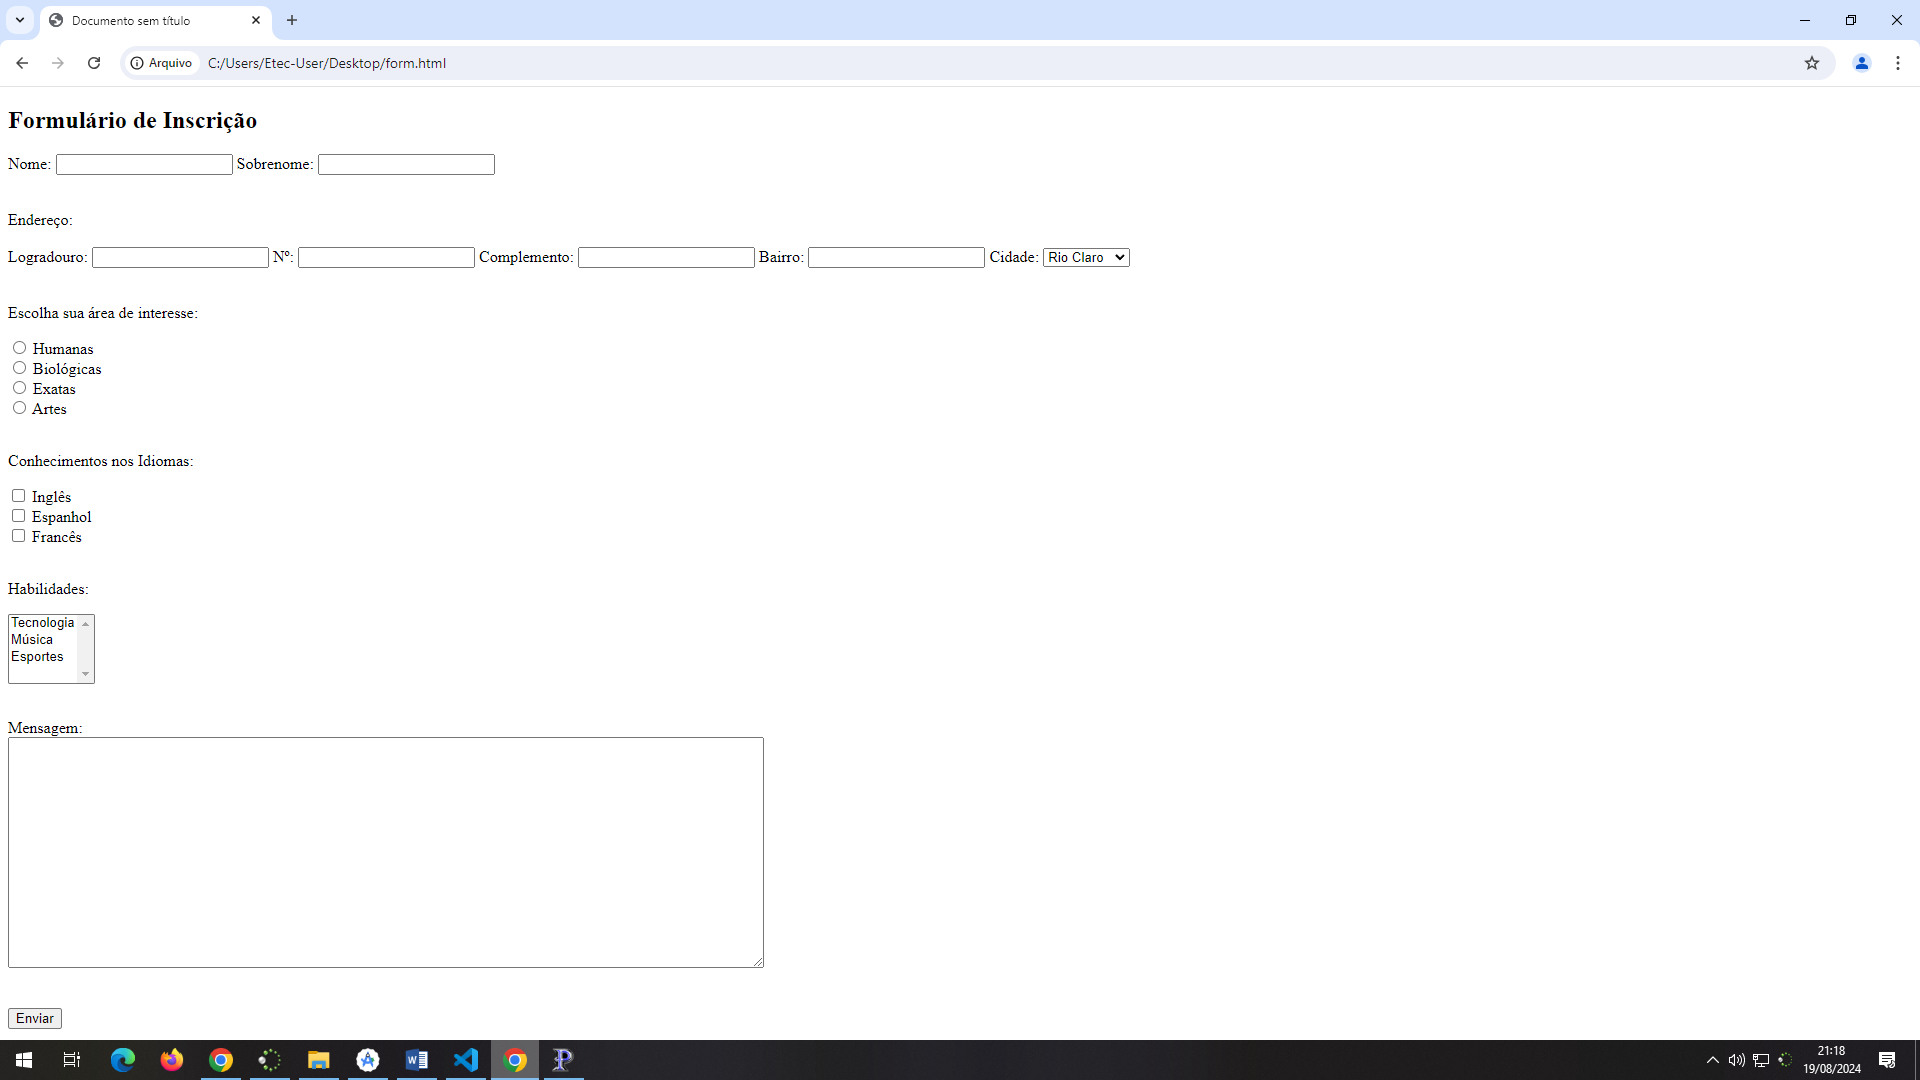 Documento sem título
Arquivo C:/Users/Etec-User/Desktop/form.html
Formulário de Inscrição
Nome: Sobrenome:
Endereço:
Logradouro: Nº: Complemento: Bairro: Cidade: Rio Claro
Escolha sua área de interesse:
Humanas
Biológicas
Exatas
Artes
Conhecimentos nos Idiomas:
Inglês
Espanhol
Francês
Habilidades:
Tecnologia
Música
Esportes
Mensagem:
Enviar
21:18
19/08/2024